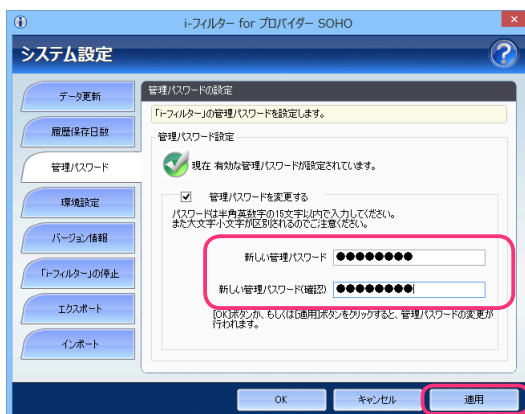 i-フィルター for プロバイダー SOHO
システム設定
データ更新
履歴保存日数
管理パスワード
環境設定
バージョン情報
「i-フィルター」の停止
エクスポート
インポート
管理パスワードの設定
「i-フィルター」の管理パスワードを設定します。
管理パスワード設定
現在 有効な管理パスワードが設定されています。
管理パスワードを変更する
パスワードは半角英数字の15文字以内で入力してください。
また大文字小文字が区別されるのでご注意ください。
新しい管理パスワード ●●●●●●●●
新しい管理パスワード(確認) ●●●●●●●●
[OK]ボタンか、もしくは[適用]ボタンをクリックすると、管理パスワードの変更が
行われます。
OK キャンセル 適用